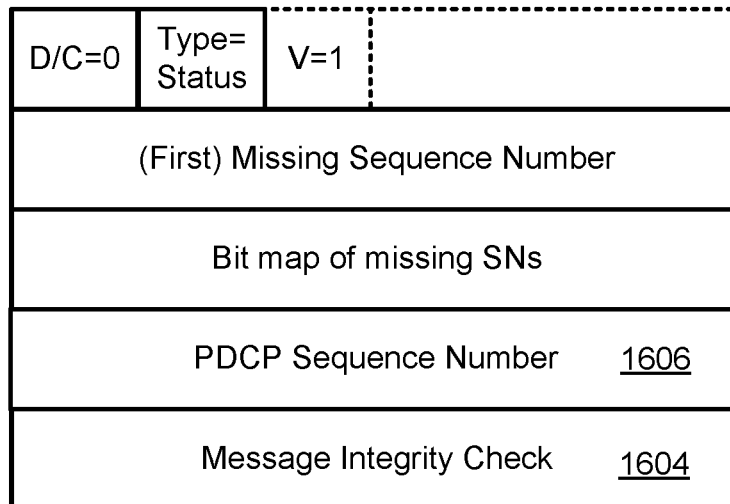 D/C=0 Type= Status V=1
(First) Missing Sequence Number
Bit map of missing SNs
PDCP Sequence Number 1606
Message Integrity Check 1604